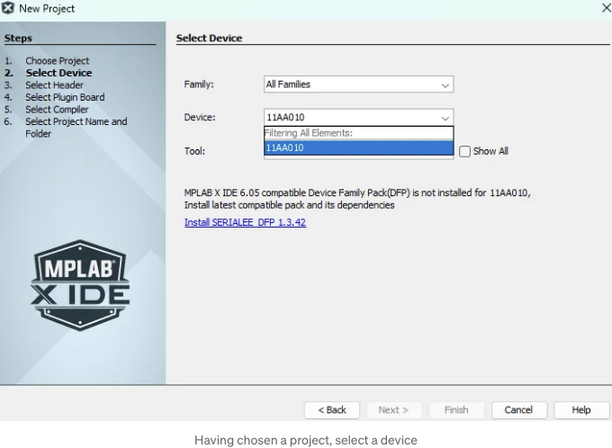 New Project
Steps
1. Choose Project
2. Select Device
3. Select Header
4. Select Plugin Board
5. Select Compiler
6. Select Project Name and
Folder
Select Device
Family: All Families
Device: 11AA010
Filtering All Elements:
11AA010
Tool: Show All
MPLAB X IDE 6.05 compatible Device Family Pack(DFP) is not installed for 11AA010,
Install latest compatible pack and its dependencies
Install SERIALEE_DFP 1.3.42
MPLAB®
X IDE
< Back Next > Finish Cancel Help
Having chosen a project, select a device